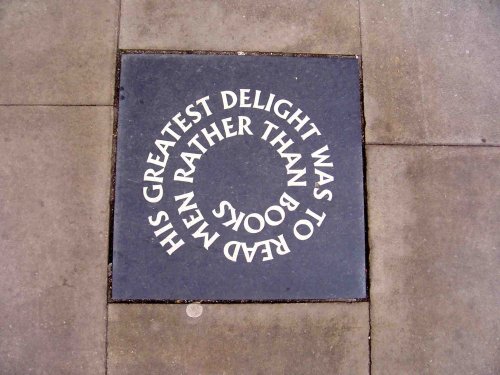 HIS GREATEST DELIGHT WAS TO READ MEN RATHER THAN BOOKS